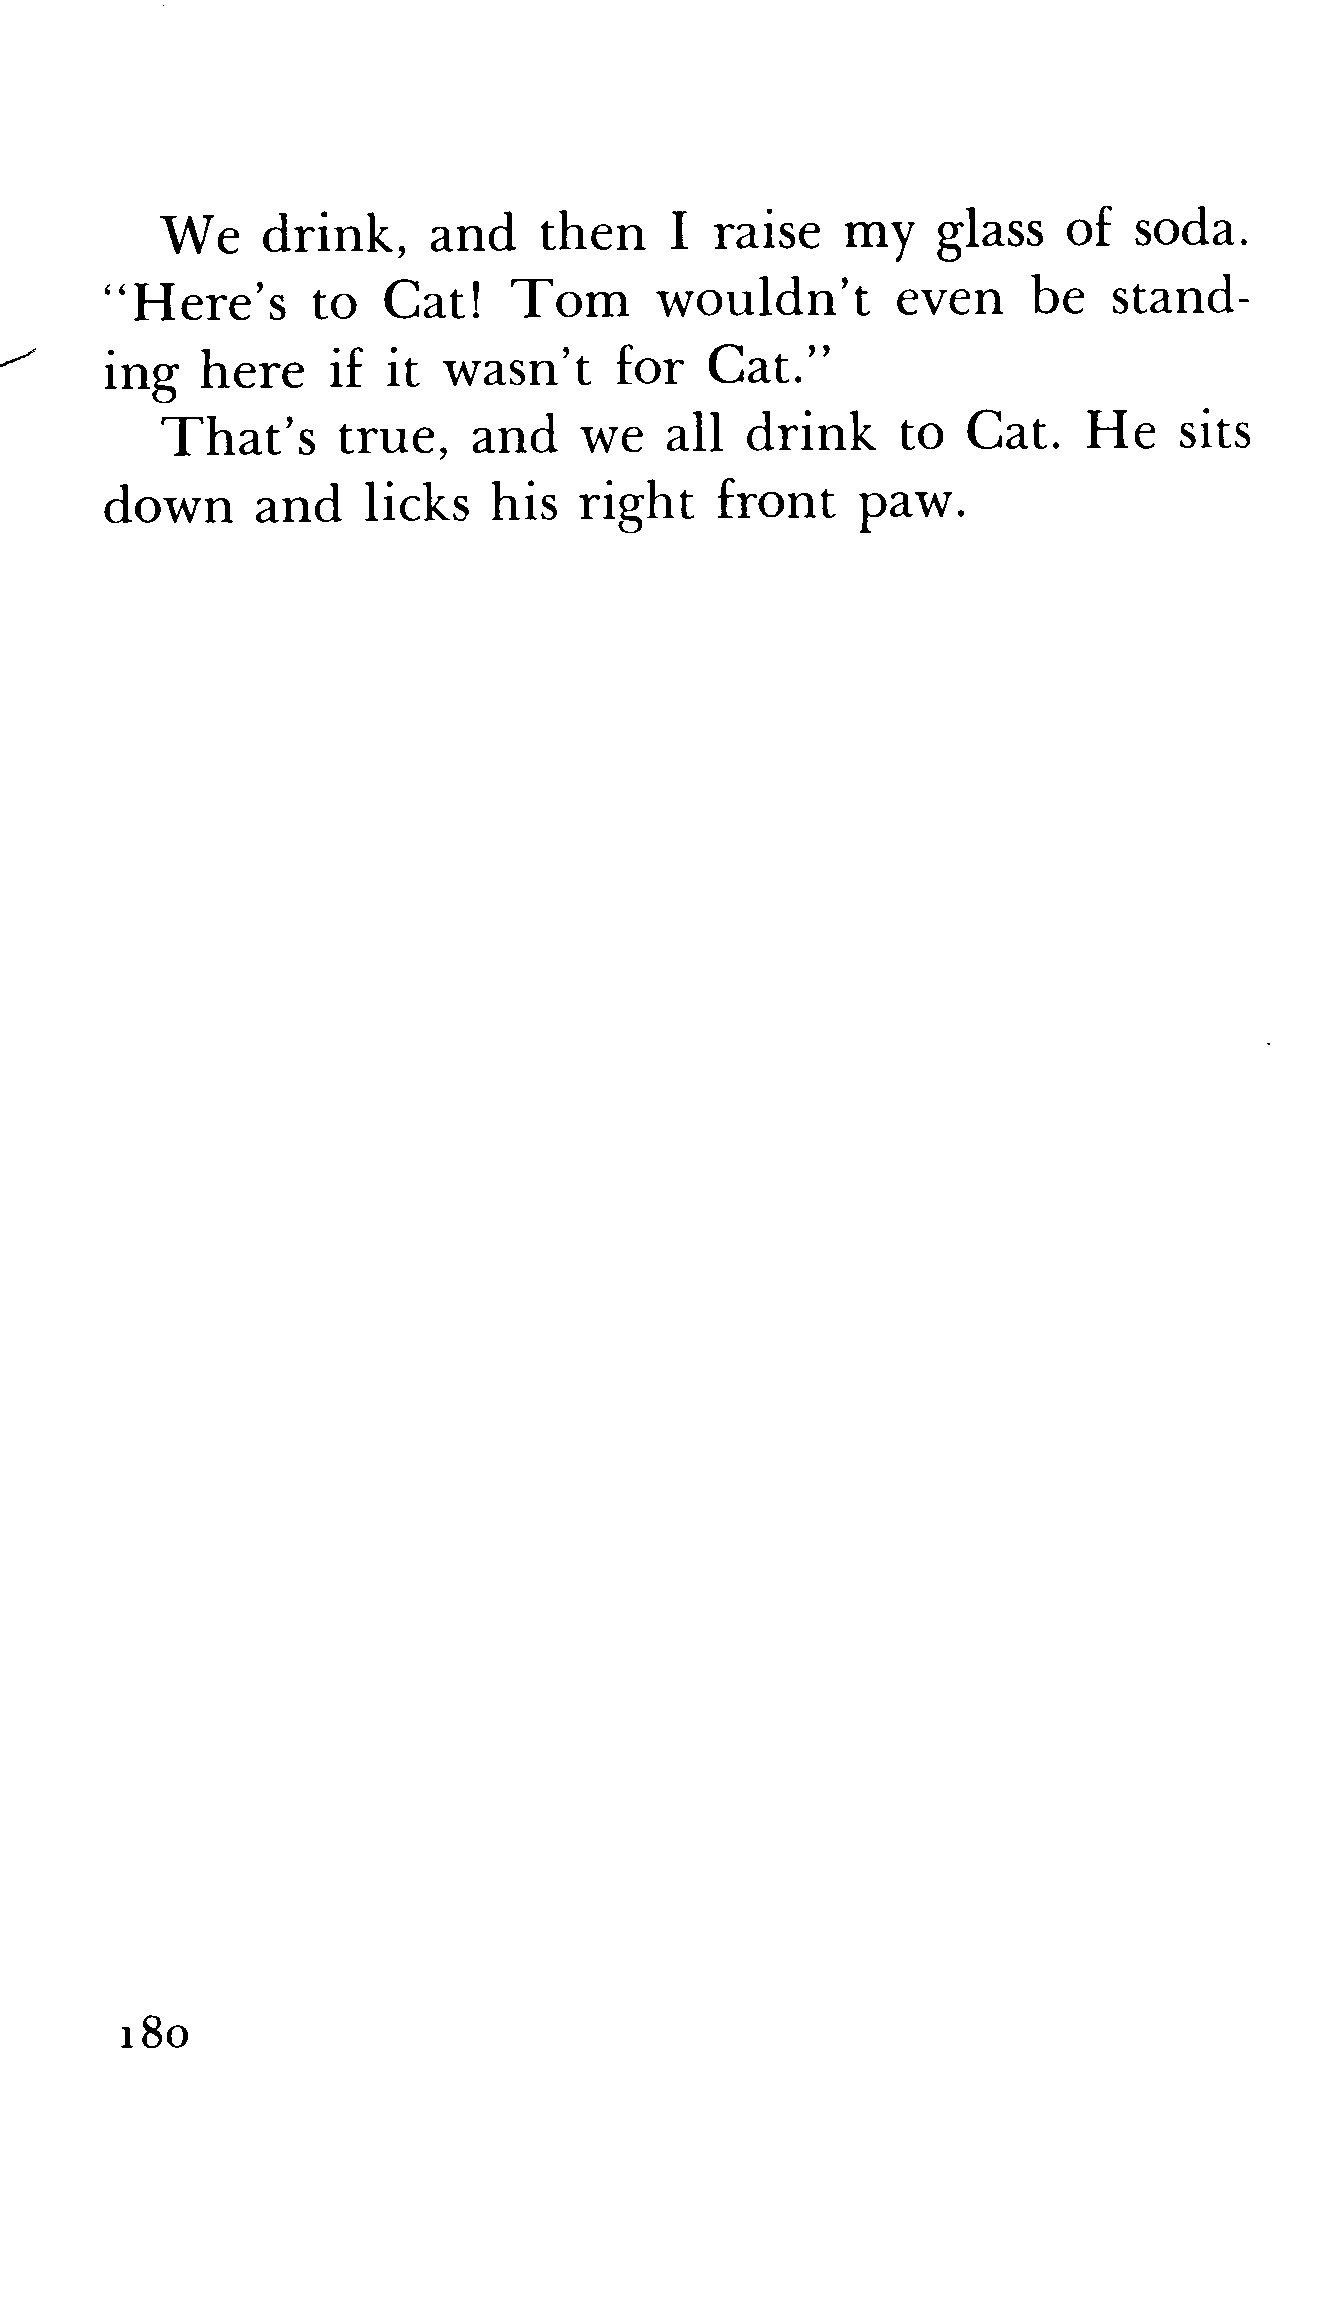 We drink, and then I raise my glass of soda.
“Here’s to Cat! Tom wouldn’t even be stand-
ing here if it wasn’t for Cat.”
That’s true, and we all drink to Cat. He sits
down and licks his right front paw.
180